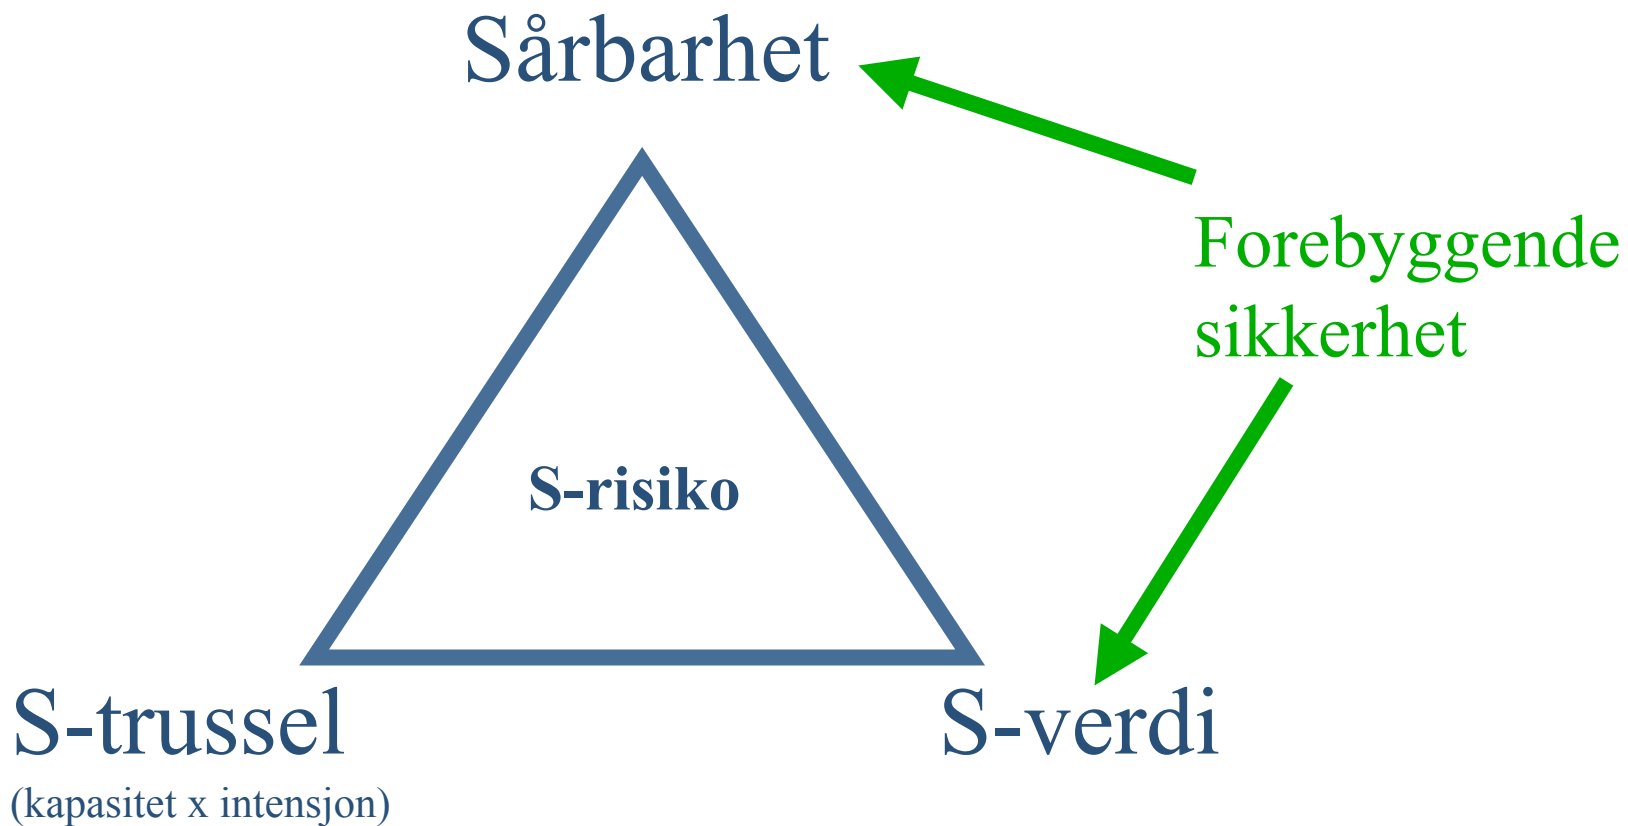 Sårbarhet
Forebyggende
sikkerhet
S-risiko
S-trussel
(kapasitet x intensjon)
S-verdi